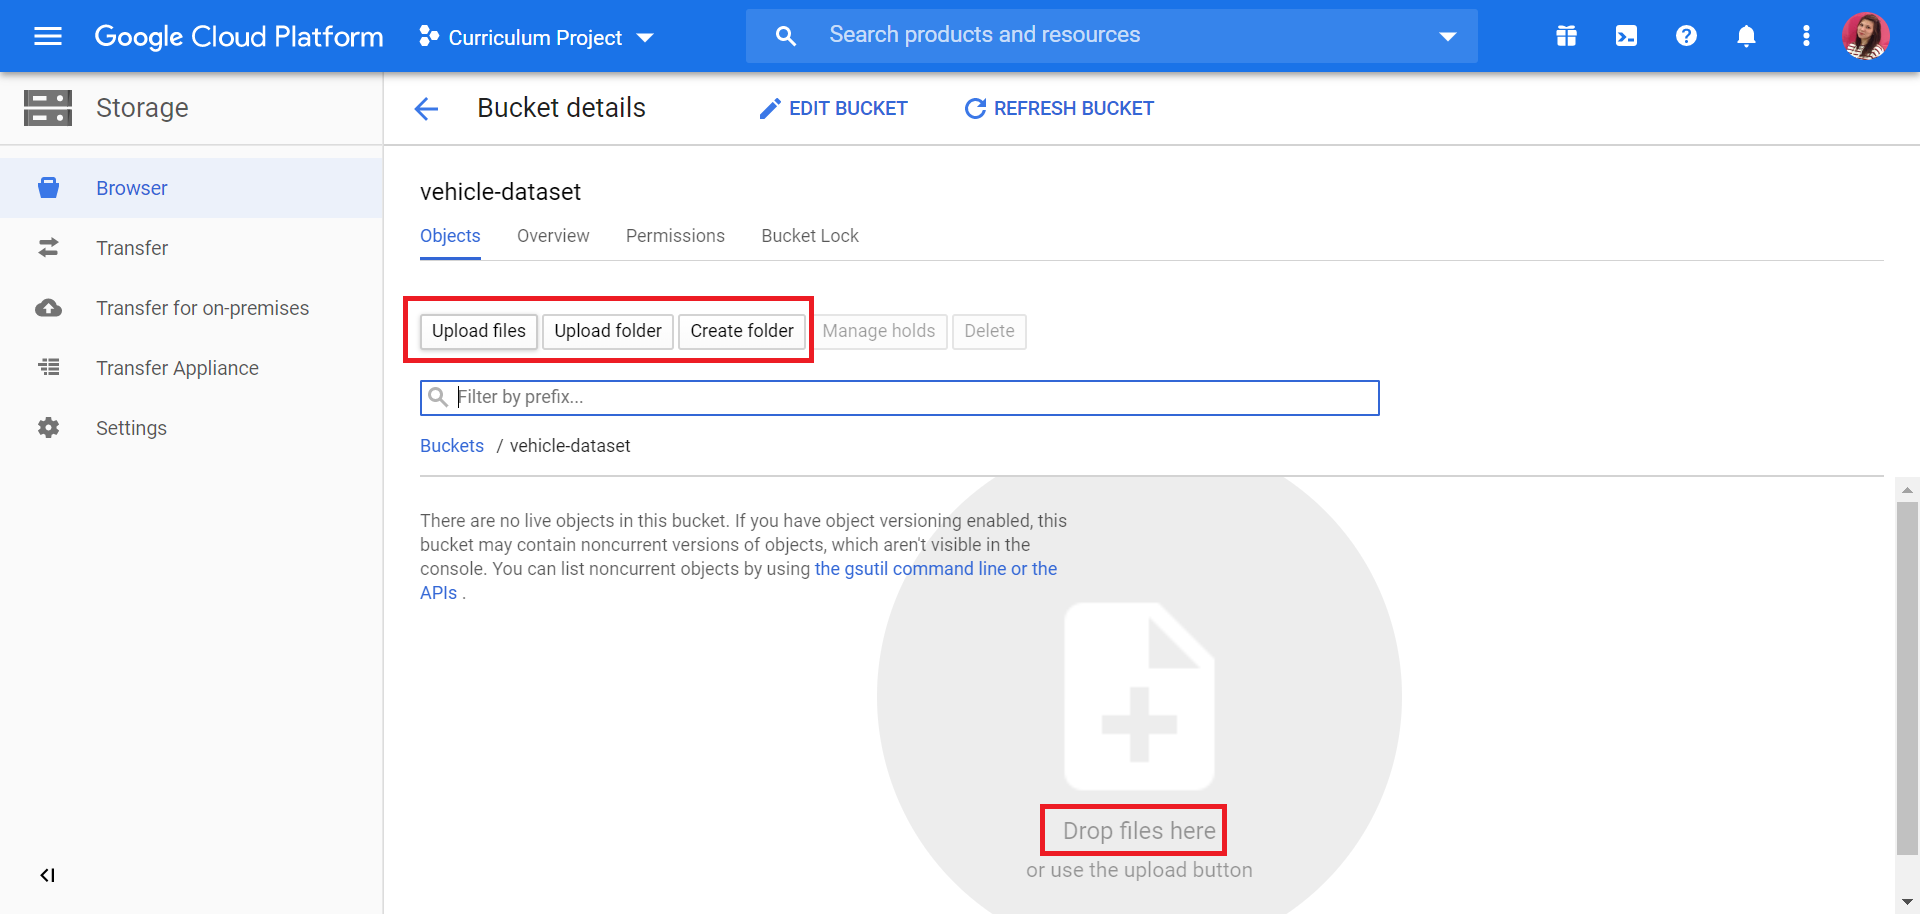 Google Cloud Platform
Curriculum Project
Search products and resources
Storage
Bucket details
EDIT BUCKET
REFRESH BUCKET
Browser
Transfer
Transfer for on-premises
Transfer Appliance
Settings
vehicle-dataset
Objects
Overview
Permissions
Bucket Lock
Upload files
Upload folder
Create folder
Manage holds
Delete
Filter by prefix...
Buckets / vehicle-dataset
There are no live objects in this bucket. If you have object versioning enabled, this
bucket may contain noncurrent versions of objects, which aren't visible in the
console. You can list noncurrent objects by using the gsutil command line or the
APIs .
Drop files here
or use the upload button